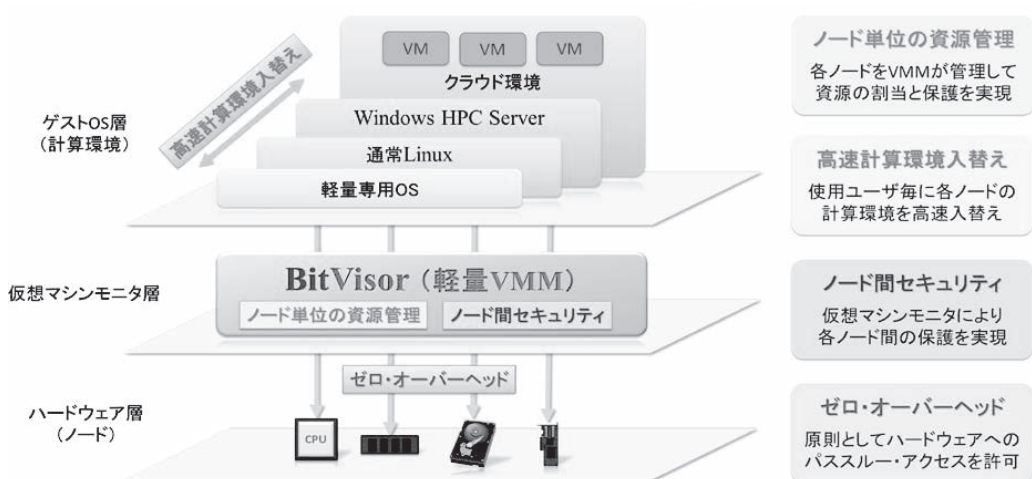 VM
VM
VM
クラウド環境
高速計算環境入替え
Windows HPC Server
通常Linux
軽量専用OS
ゲストOS層
(計算環境)
仮想マシンモニタ層
BitVisor (軽量VMM)
ノード単位の資源管理
ノード間セキュリティ
ゼロ・オーバーヘッド
ハードウェア層
(ノード)
CPU
ノード単位の資源管理
各ノードをVMMが管理して
資源の割当と保護を実現
高速計算環境入替え
使用ユーザ毎に各ノードの
計算環境を高速入替え
ノード間セキュリティ
仮想マシンモニタにより
各ノード間の保護を実現
ゼロ・オーバーヘッド
原則としてハードウェアへの
パススルー・アクセスを許可